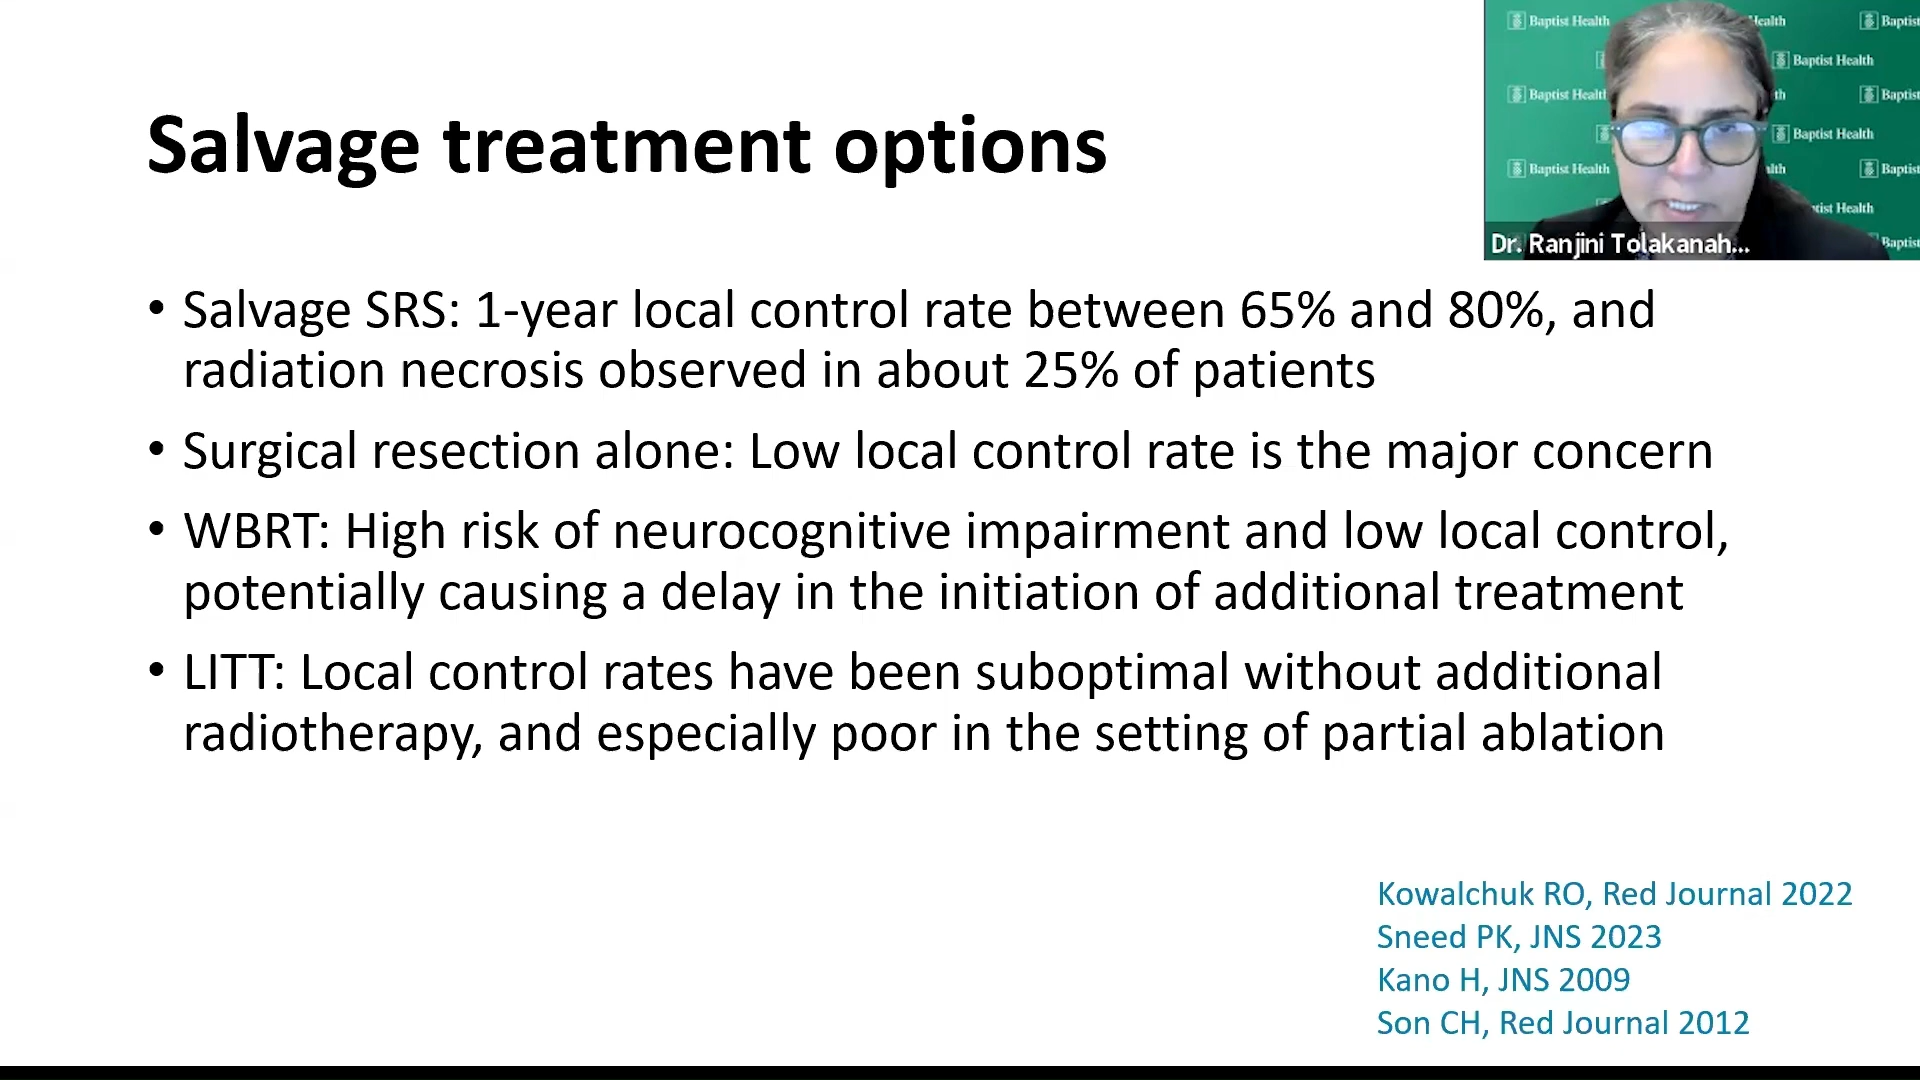 Salvage treatment options
• Salvage SRS: 1-year local control rate between 65% and 80%, and
radiation necrosis observed in about 25% of patients
• Surgical resection alone: Low local control rate is the major concern
• WBRT: High risk of neurocognitive impairment and low local control,
potentially causing a delay in the initiation of additional treatment
• LITT: Local control rates have been suboptimal without additional
radiotherapy, and especially poor in the setting of partial ablation
Kowalchuk RO, Red Journal 2022
Sneed PK, JNS 2023
Kano H, JNS 2009
Son CH, Red Journal 2012
Baptist Health Health Baptist
Baptist Health
Baptist Health th Baptist
Baptist Health
Baptist Health alth Baptist
tist Health
Baptist
Dr. Ranjini Tolakanah...